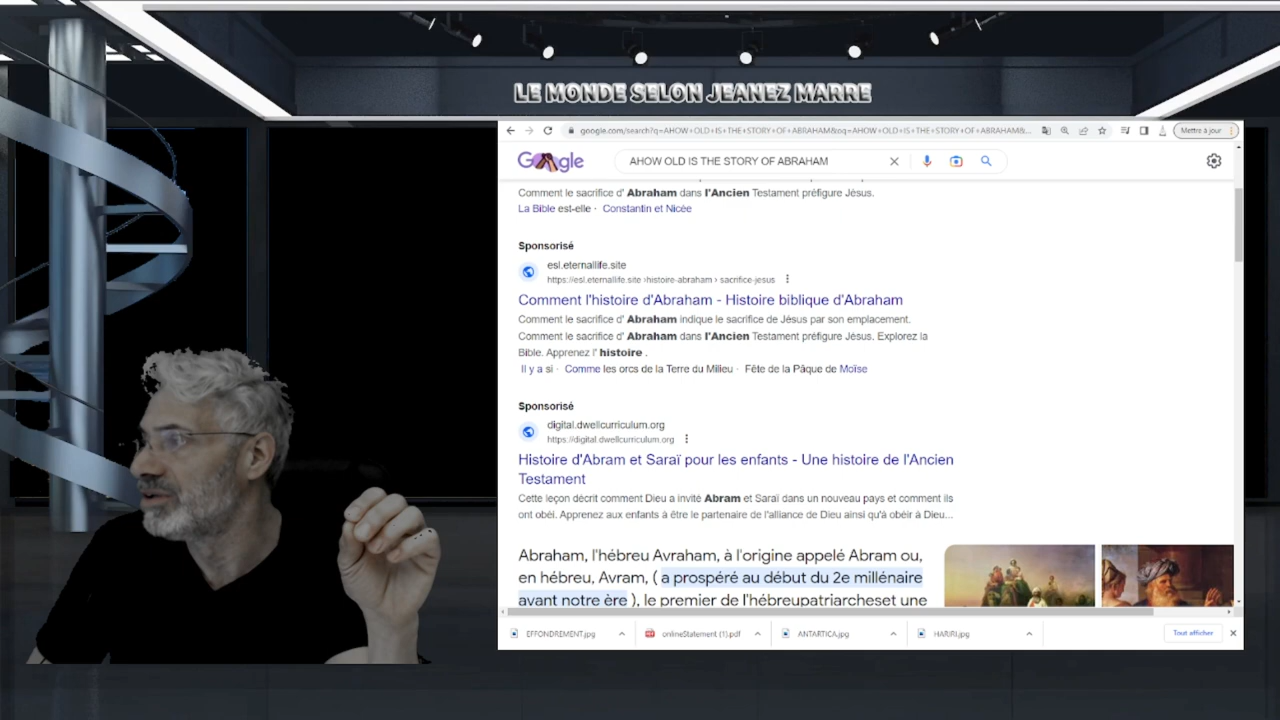 LE MONDE SELON JEANEZ MARRE
google.com/search?q=AHOW+OLD+IS+THE+STORY+OF+ABRAHAM&oq=AHOW+OLD+IS+THE+STORY+OF+ABRAHAM&...
Mettre à jour
Google
AHOW OLD IS THE STORY OF ABRAHAM
Comment le sacrifice d' Abraham dans l'Ancien Testament préfigure Jésus.
La Bible est-elle · Constantin et Nicée
Sponsorisé
esl.eternallife.site
https://esl.eternallife.site ›histoire-abraham › sacrifice-jesus
Comment l'histoire d'Abraham - Histoire biblique d'Abraham
Comment le sacrifice d' Abraham indique le sacrifice de Jésus par son emplacement.
Comment le sacrifice d' Abraham dans l'Ancien Testament préfigure Jésus. Explorez la
Bible. Apprenez l' histoire .
Il y a si · Comme les orcs de la Terre du Milieu · Fête de la Pâque de Moïse
Sponsorisé
digital.dwellcurriculum.org
https://digital.dwellcurriculum.org
Histoire d'Abram et Saraï pour les enfants - Une histoire de l'Ancien
Testament
Cette leçon décrit comment Dieu a invité Abram et Saraï dans un nouveau pays et comment ils
ont obéi. Apprenez aux enfants à être le partenaire de l'alliance de Dieu ainsi qu'à obéir à Dieu...
Abraham, l'hébreu Avraham, à l'origine appelé Abram ou,
en hébreu, Avram, ( a prospéré au début du 2e millénaire
avant notre ère ), le premier de l'hébreupatriarcheset une
EFFONDREMENT.jpg
onlineStatement (1).pdf
ANTARTICA.jpg
HARIRI.jpg
Tout afficher